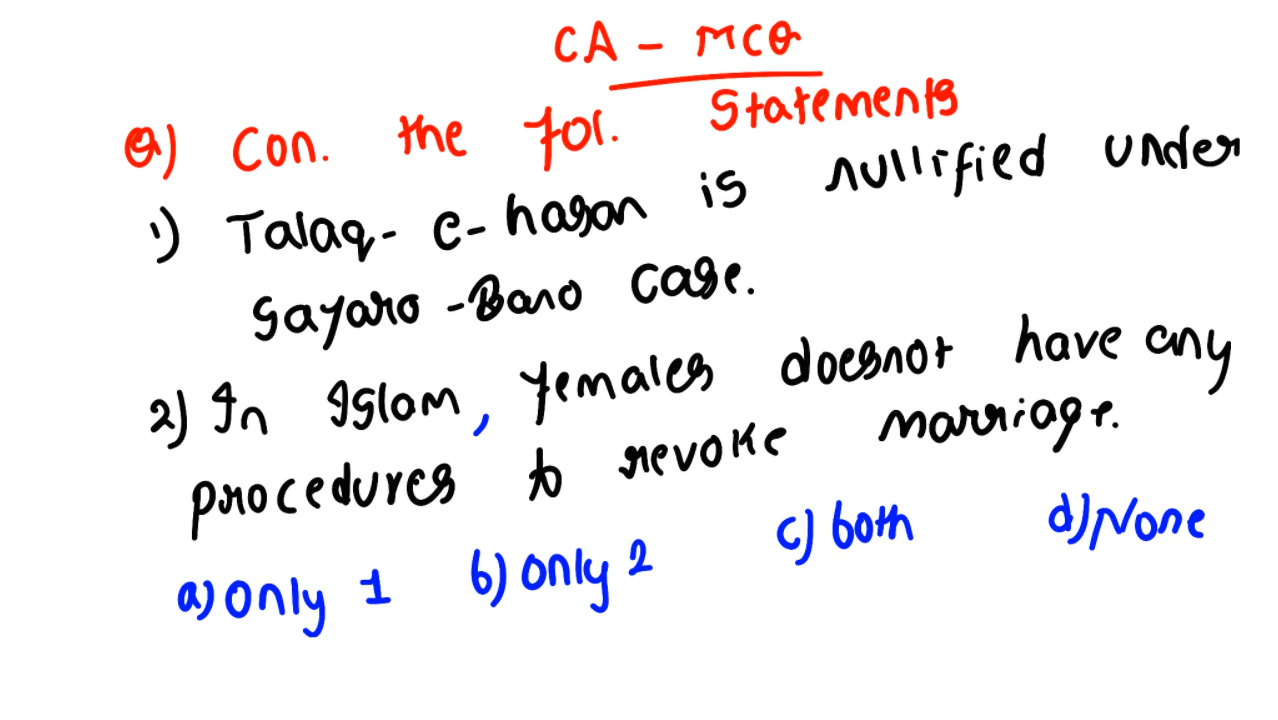 CA - MCQ
Q) Con. the fol. Statements
1) Talaq-e-hasan is nullified under
Sayaro-Bano case.
2) In Islam, females doesnot have any
procedures to revoke marriage.
a) only 1 b) only 2 c) both d) None